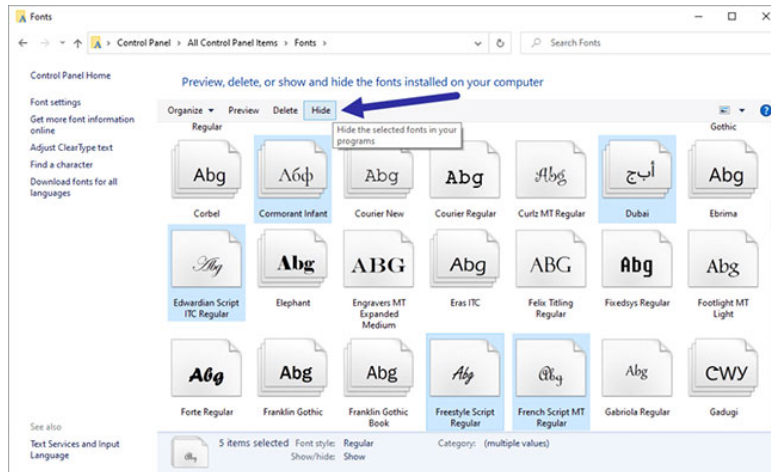 Fonts
Control Panel > All Control Panel Items > Fonts >
Search Fonts
Control Panel Home
Font settings
Get more font information
online
Adjust ClearType text
Find a character
Download fonts for all
languages
See also
Text Services and Input
Language
Preview, delete, or show and hide the fonts installed on your computer
Organize Preview Delete Hide
Hide the selected fonts in your
programs
Regular Gothic
Abg Абф Abg Abg Abg أبج Abg
Corbel Cormorant Infant Courier New Courier Regular Curlz MT Regular Dubai Ebrima
Abg Abg ABG Abg ABG Abg Abg
Edwardian Script Elephant Engravers MT Eras ITC Felix Titling Fixedsys Regular Footlight MT
ITC Regular Expanded Regular Light
Medium
Abg Abg Abg Abg Abg Abg ᏣᎳᎩ
Forte Regular Franklin Gothic Franklin Gothic Freestyle Script French Script MT Gabriola Regular Gadugi
Book Regular Regular
5 items selected Font style: Regular Category: (multiple values)
Show/hide: Show